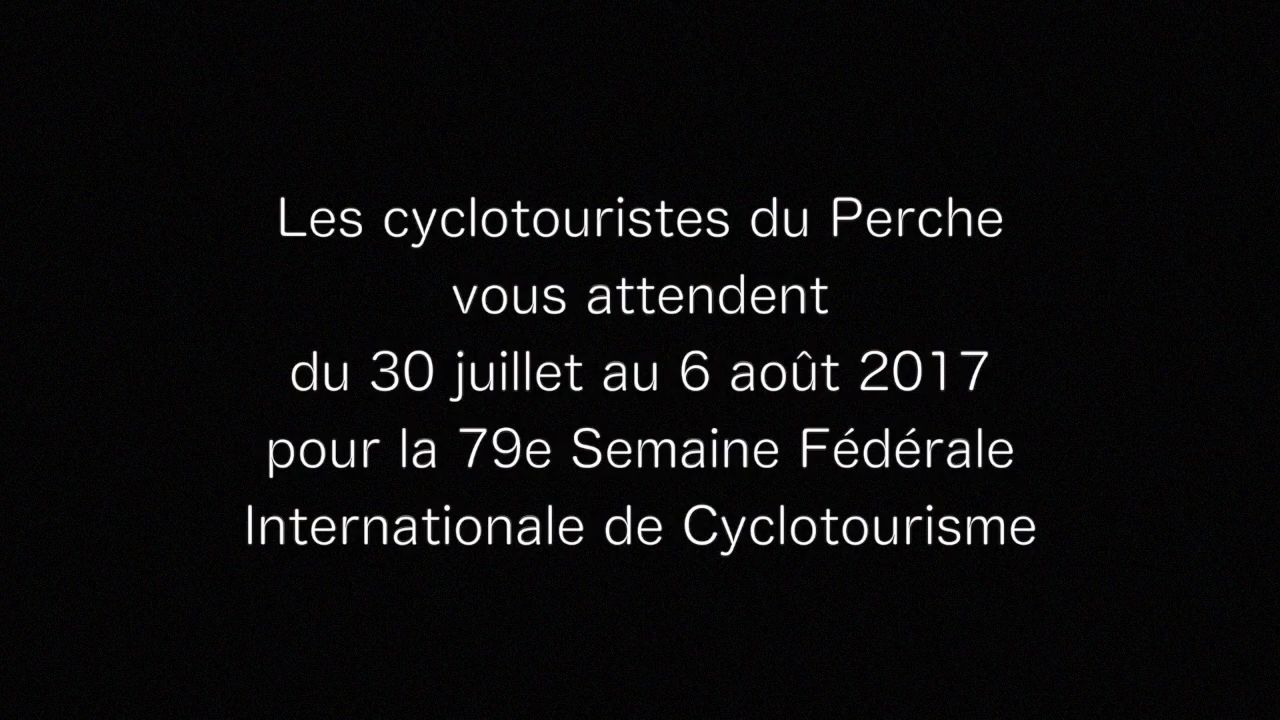 Les cyclotouristes du Perche
vous attendent
du 30 juillet au 6 août 2017
pour la 79e Semaine Fédérale
Internationale de Cyclotourisme